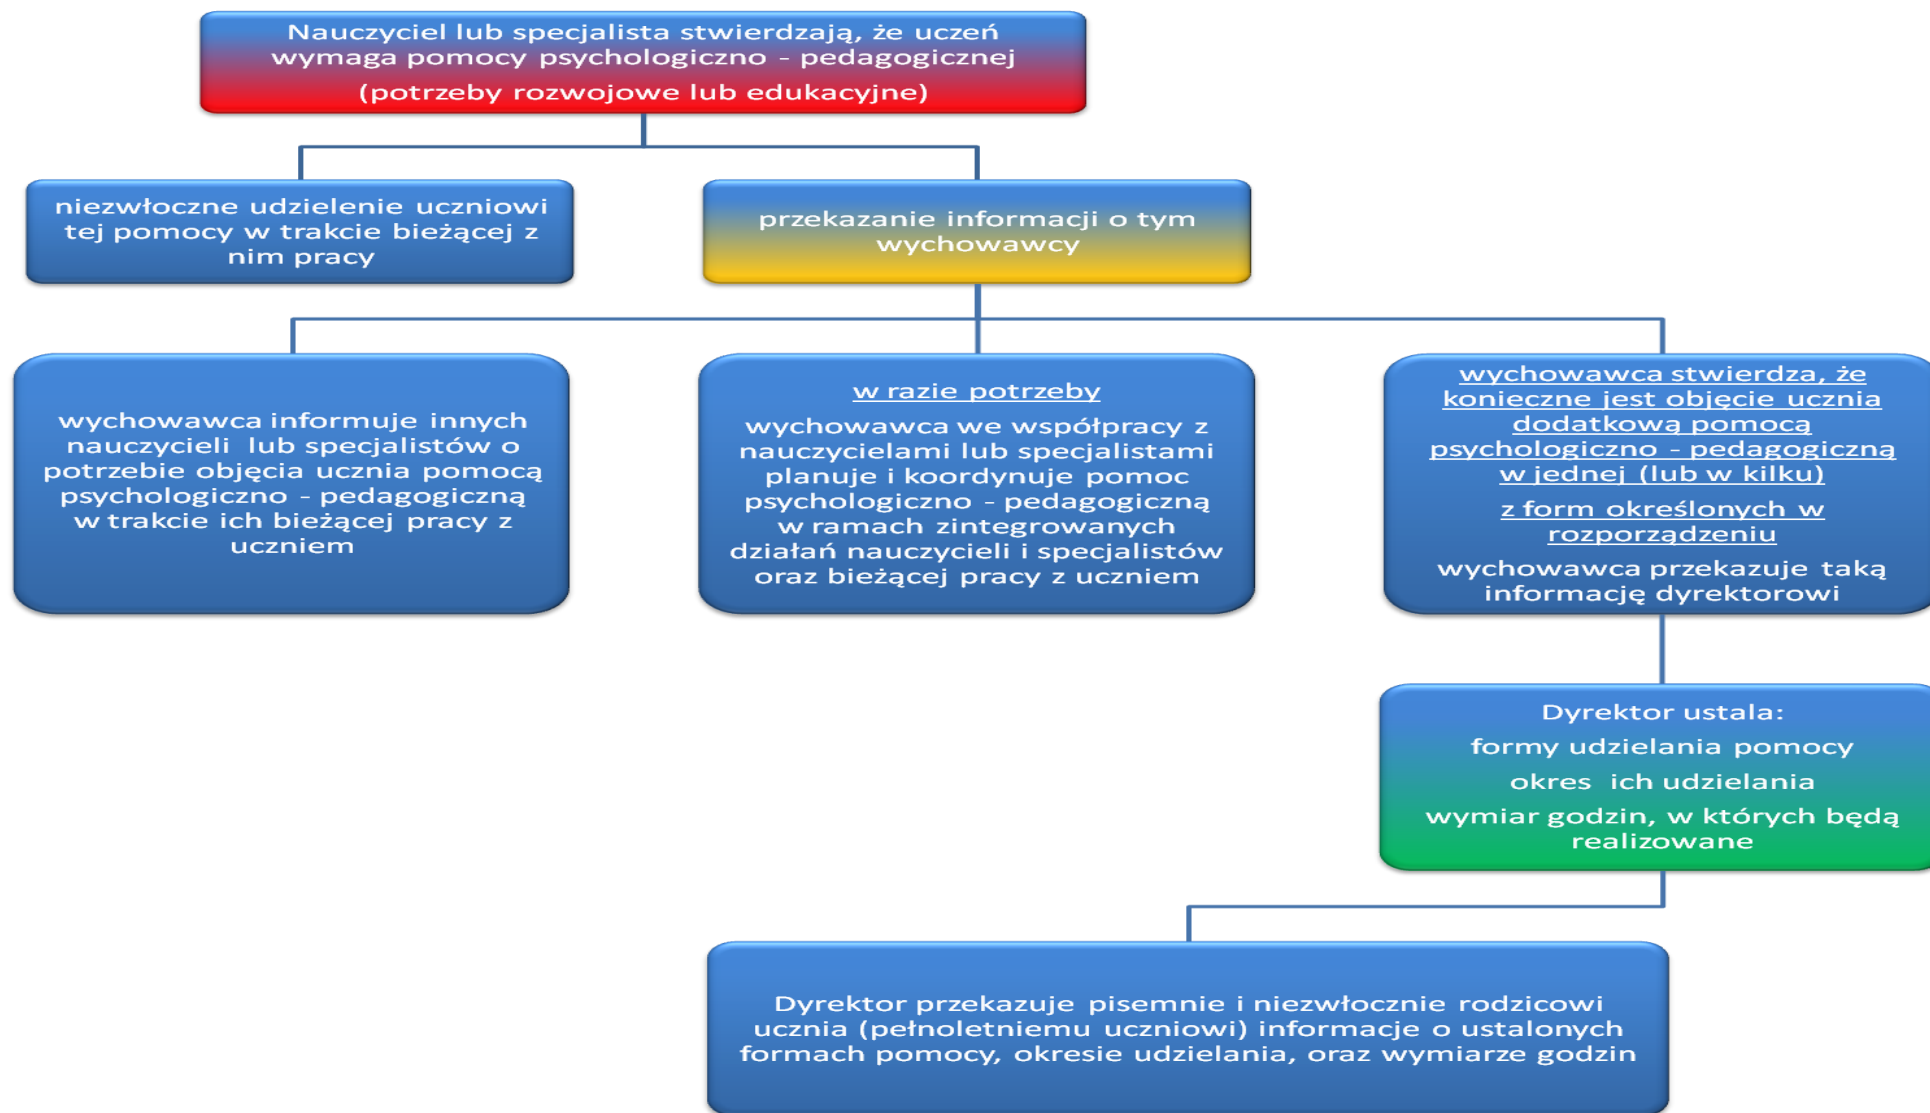 Nauczyciel lub specjalista stwierdzają, że uczeń
wymaga pomocy psychologiczno - pedagogicznej
(potrzeby rozwojowe lub edukacyjne)
niezwłoczne udzielenie uczniowi
tej pomocy w trakcie bieżącej z
nim pracy
przekazanie informacji o tym
wychowawcy
wychowawca informuje innych
nauczycieli lub specjalistów o
potrzebie objęcia ucznia pomocą
psychologiczno - pedagogiczną
w trakcie ich bieżącej pracy z
uczniem
w razie potrzeby
wychowawca we współpracy z
nauczycielami lub specjalistami
planuje i koordynuje pomoc
psychologiczno - pedagogiczną
w ramach zintegrowanych
działań nauczycieli i specjalistów
oraz bieżącej pracy z uczniem
wychowawca stwierdza, że
konieczne jest objęcie ucznia
dodatkową pomocą
psychologiczno - pedagogiczną
w jednej (lub w kilku)
z form określonych w
rozporządzeniu
wychowawca przekazuje taką
informację dyrektorowi
Dyrektor ustala:
formy udzielania pomocy
okres ich udzielania
wymiar godzin, w których będą
realizowane
Dyrektor przekazuje pisemnie i niezwłocznie rodzicowi
ucznia (pełnoletniemu uczniowi) informacje o ustalonych
formach pomocy, okresie udzielania, oraz wymiarze godzin